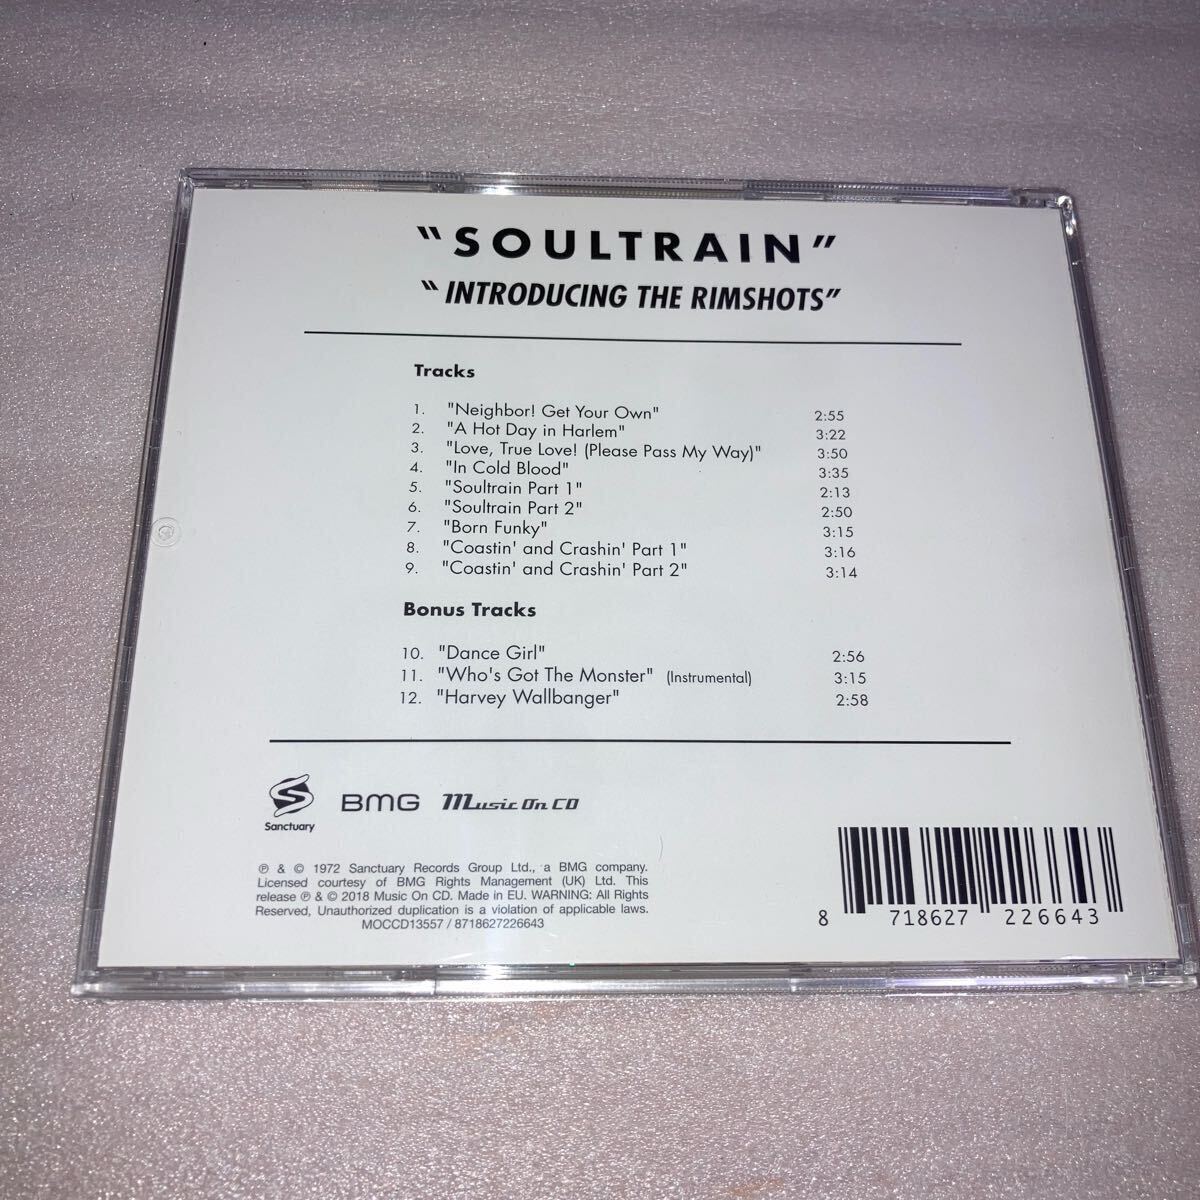 "SOULTRAIN"
"INTRODUCING THE RIMSHOTS"
Tracks
1. "Neighbor! Get Your Own" 2:55
2. "A Hot Day in Harlem" 3:22
3. "Love, True Love! (Please Pass My Way)" 3:50
4. "In Cold Blood" 3:35
5. "Soultrain Part 1" 2:13
6. "Soultrain Part 2" 2:50
7. "Born Funky" 3:15
8. "Coastin' and Crashin' Part 1" 3:16
9. "Coastin' and Crashin' Part 2" 3:14
Bonus Tracks
10. "Dance Girl" 2:56
11. "Who's Got The Monster" (Instrumental) 3:15
12. "Harvey Wallbanger" 2:58
Sanctuary BMG Music On CD
℗ & © 1972 Sanctuary Records Group Ltd., a BMG company.
Licensed courtesy of BMG Rights Management (UK) Ltd. This
release ℗ & © 2018 Music On CD. Made in EU. WARNING: All Rights
Reserved, Unauthorized duplication is a violation of applicable laws.
MOCCD13557 / 8718627226643
8 718627 226643